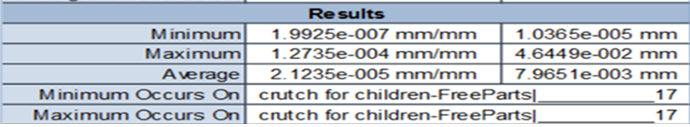 Results
Minimum 1.9925e-007 mm/mm 1.0365e-005 mm
Maximum 1.2735e-004 mm/mm 4.6449e-002 mm
Average 2.1235e-005 mm/mm 7.9651e-003 mm
Minimum Occurs On crutch for children-FreeParts|__________17
Maximum Occurs On crutch for children-FreeParts|__________17